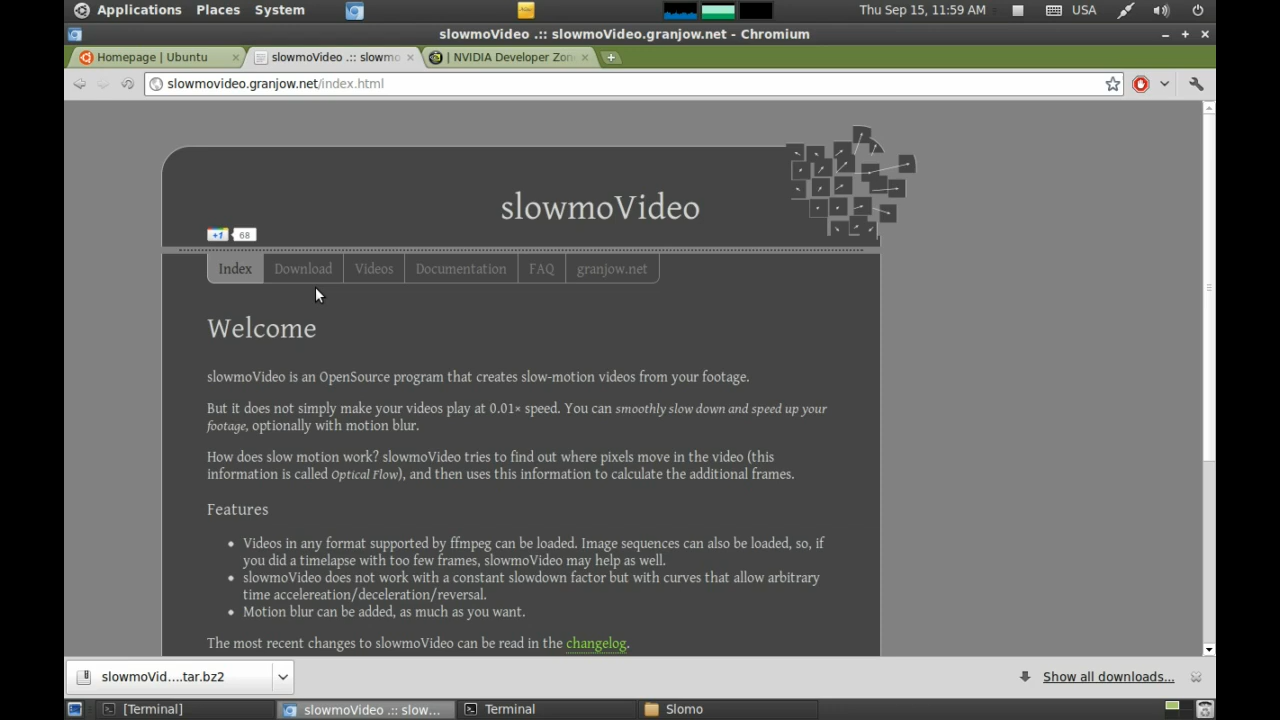 Applications Places System Thu Sep 15, 11:59 AM USA
slowmoVideo .:: slowmoVideo.granjow.net - Chromium
Homepage | Ubuntu slowmoVideo .:: slowmo | NVIDIA Developer Zon
slowmovideo.granjow.net/index.html
slowmoVideo
+1 68
Index Download Videos Documentation FAQ granjow.net
Welcome
slowmoVideo is an OpenSource program that creates slow-motion videos from your footage.
But it does not simply make your videos play at 0.01× speed. You can smoothly slow down and speed up your
footage, optionally with motion blur.
How does slow motion work? slowmoVideo tries to find out where pixels move in the video (this
information is called Optical Flow), and then uses this information to calculate the additional frames.
Features
• Videos in any format supported by ffmpeg can be loaded. Image sequences can also be loaded, so, if
you did a timelapse with too few frames, slowmoVideo may help as well.
• slowmoVideo does not work with a constant slowdown factor but with curves that allow arbitrary
time accelereation/deceleration/reversal.
• Motion blur can be added, as much as you want.
The most recent changes to slowmoVideo can be read in the changelog.
slowmoVid....tar.bz2 Show all downloads...
[Terminal] slowmoVideo .:: slow... Terminal Slomo